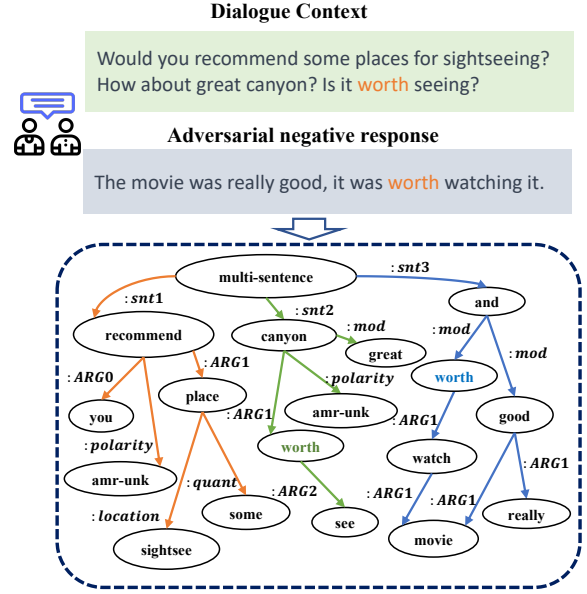 Dialogue Context
Would you recommend some places for sightseeing?
How about great canyon? Is it worth seeing?
Adversarial negative response
The movie was really good, it was worth watching it.
multi-sentence
:snt3
:snt1
:snt2
and
recommend
canyon
:mod
great
:mod
:mod
:ARG0
:ARG1
:polarity
worth
you
place
:ARG1
amr-unk
good
:polarity
worth
:ARG1
watch
amr-unk
:quant
:ARG2
:ARG1
:ARG1
:ARG1
:location
some
see
really
sightsee
movie